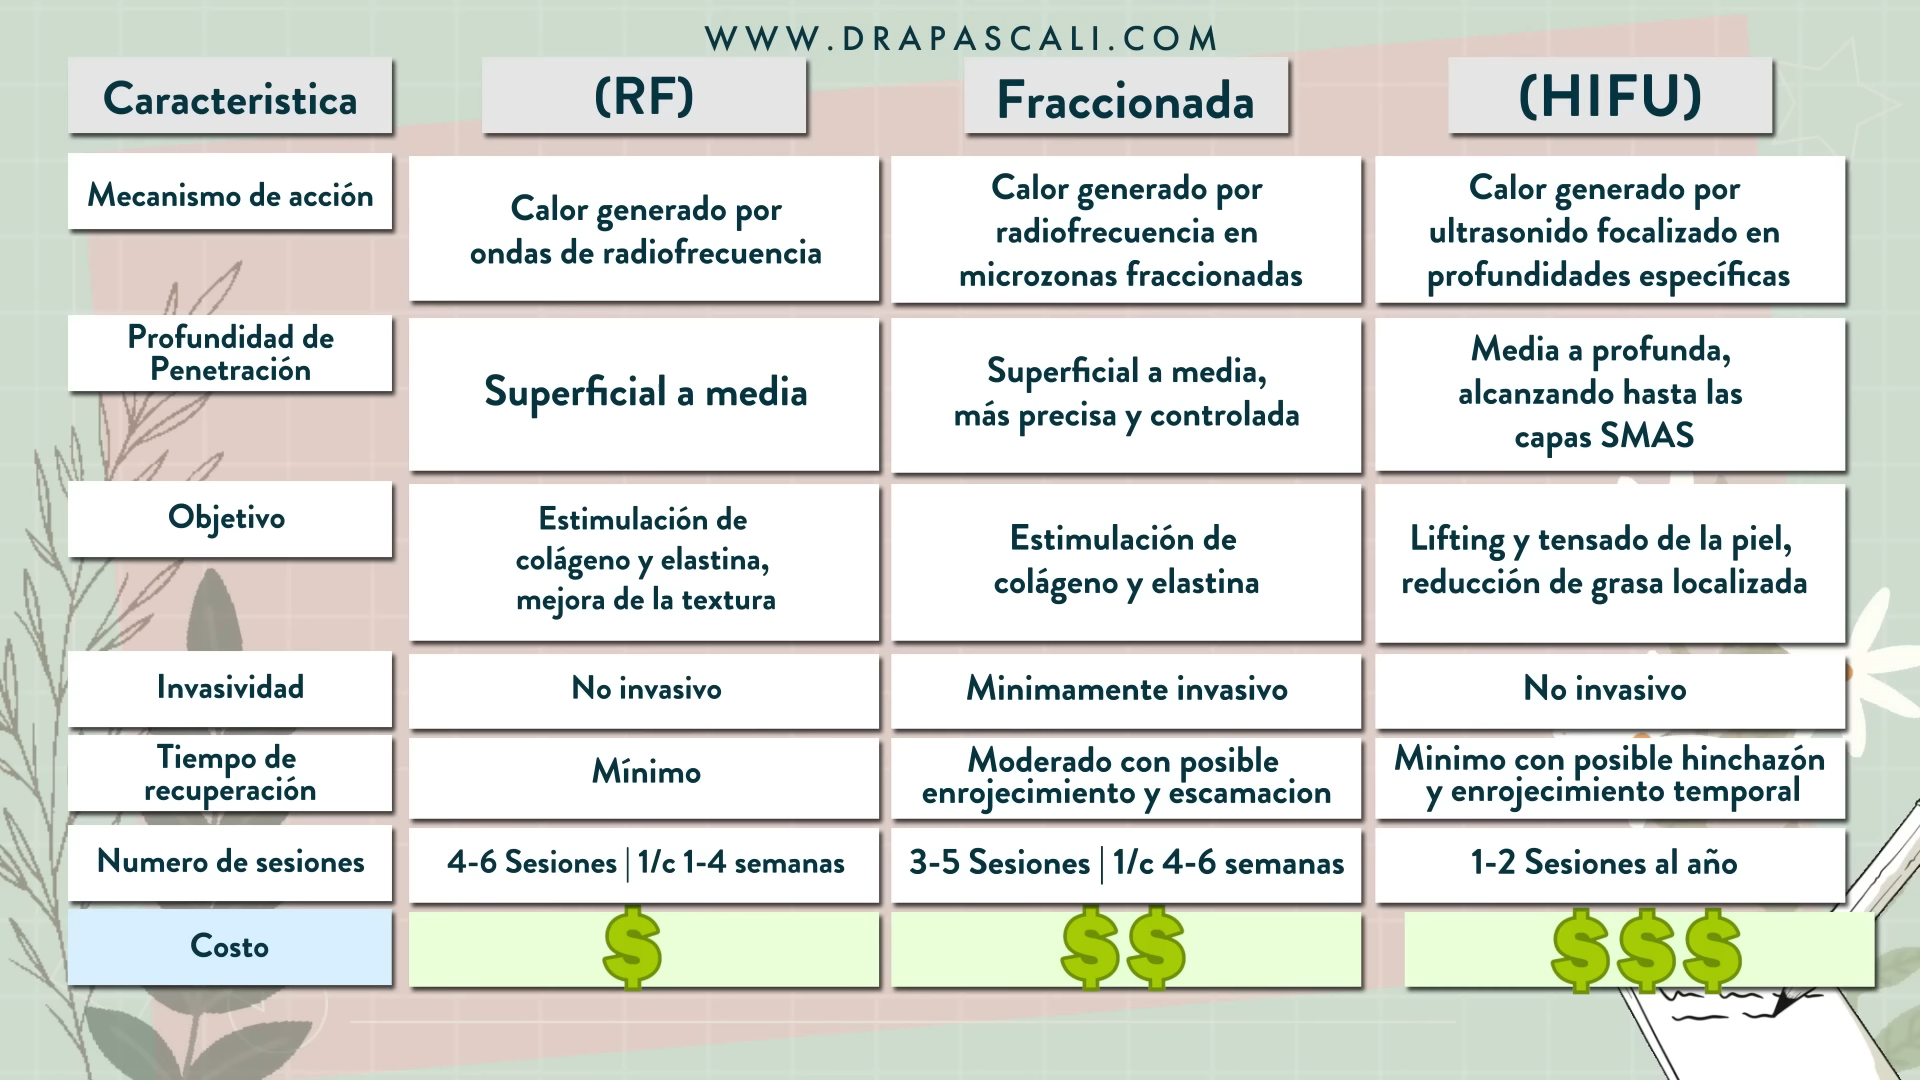 WWW.DRAPASCALI.COM
Caracteristica
(RF)
Fraccionada
(HIFU)
Mecanismo de acción
Calor generado por
ondas de radiofrecuencia
Calor generado por
radiofrecuencia en
microzonas fraccionadas
Calor generado por
ultrasonido focalizado en
profundidades específicas
Profundidad de
Penetración
Superficial a media
Superficial a media,
más precisa y controlada
Media a profunda,
alcanzando hasta las
capas SMAS
Objetivo
Estimulación de
colágeno y elastina,
mejora de la textura
Estimulación de
colágeno y elastina
Lifting y tensado de la piel,
reducción de grasa localizada
Invasividad
No invasivo
Minimamente invasivo
No invasivo
Tiempo de
recuperación
Mínimo
Moderado con posible
enrojecimiento y escamacion
Minimo con posible hinchazón
y enrojecimiento temporal
Numero de sesiones
4-6 Sesiones | 1/c 1-4 semanas
3-5 Sesiones | 1/c 4-6 semanas
1-2 Sesiones al año
Costo
$
$$
$$$